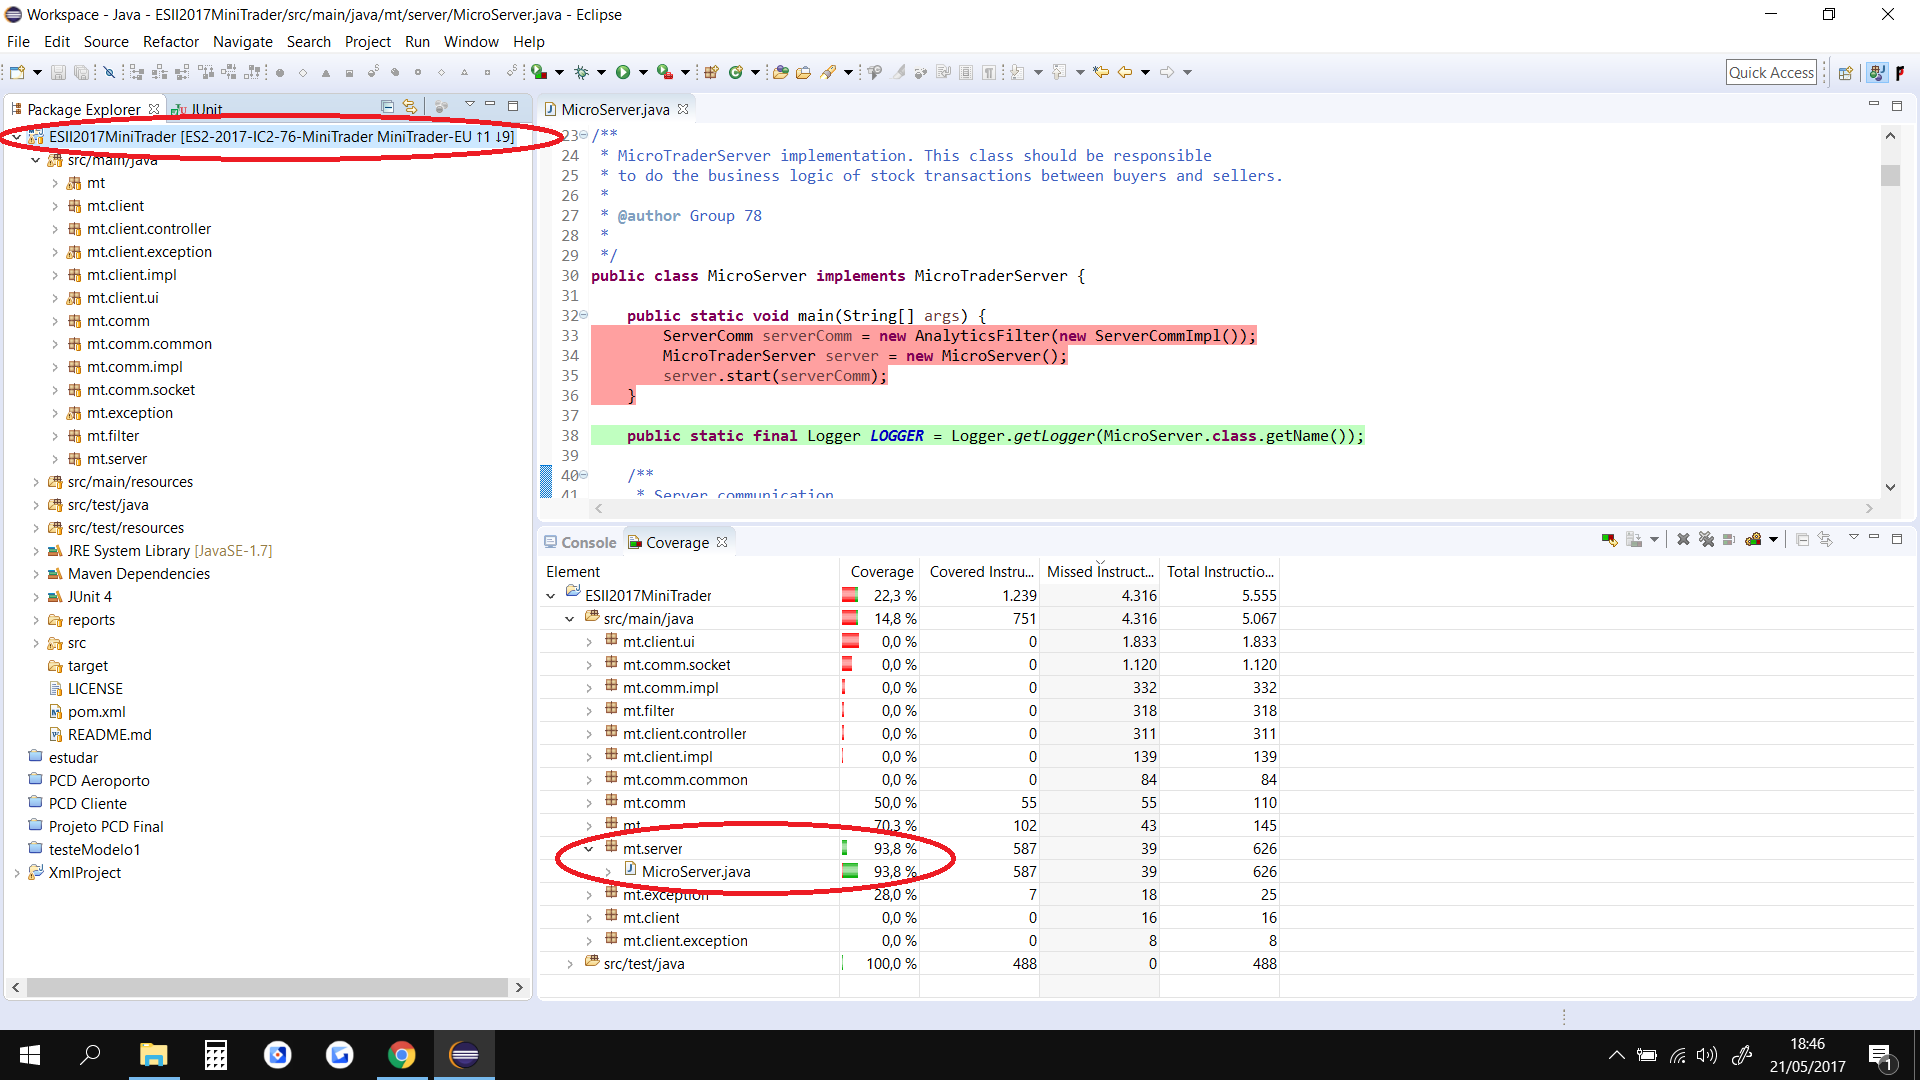 Workspace - Java - ESII2017MiniTrader/src/main/java/mt/server/MicroServer.java - Eclipse
File Edit Source Refactor Navigate Search Project Run Window Help
Quick Access
Package Explorer JUnit
ESII2017MiniTrader [ES2-2017-IC2-76-MiniTrader MiniTrader-EU ↑1 ↓9]
src/main/java
mt
mt.client
mt.client.controller
mt.client.exception
mt.client.impl
mt.client.ui
mt.comm
mt.comm.common
mt.comm.impl
mt.comm.socket
mt.exception
mt.filter
mt.server
src/main/resources
src/test/java
src/test/resources
JRE System Library [JavaSE-1.7]
Maven Dependencies
JUnit 4
reports
src
target
LICENSE
pom.xml
README.md
estudar
PCD Aeroporto
PCD Cliente
Projeto PCD Final
testeModelo1
XmlProject
MicroServer.java
23 /**
24 * MicroTraderServer implementation. This class should be responsible
25 * to do the business logic of stock transactions between buyers and sellers.
26 *
27 * @author Group 78
28 *
29 */
30 public class MicroServer implements MicroTraderServer {
31
32 public static void main(String[] args) {
33 ServerComm serverComm = new AnalyticsFilter(new ServerCommImpl());
34 MicroTraderServer server = new MicroServer();
35 server.start(serverComm);
36 }
37
38 public static final Logger LOGGER = Logger.getLogger(MicroServer.class.getName());
39
40 /**
41 * Server communication
Console Coverage
Element Coverage Covered Instru... Missed Instruct... Total Instructio...
ESII2017MiniTrader 22,3 % 1.239 4.316 5.555
src/main/java 14,8 % 751 4.316 5.067
mt.client.ui 0,0 % 0 1.833 1.833
mt.comm.socket 0,0 % 0 1.120 1.120
mt.comm.impl 0,0 % 0 332 332
mt.filter 0,0 % 0 318 318
mt.client.controller 0,0 % 0 311 311
mt.client.impl 0,0 % 0 139 139
mt.comm.common 0,0 % 0 84 84
mt.comm 50,0 % 55 55 110
mt 70,3 % 102 43 145
mt.server 93,8 % 587 39 626
MicroServer.java 93,8 % 587 39 626
mt.exception 28,0 % 7 18 25
mt.client 0,0 % 0 16 16
mt.client.exception 0,0 % 0 8 8
src/test/java 100,0 % 488 0 488
18:46
21/05/2017
1